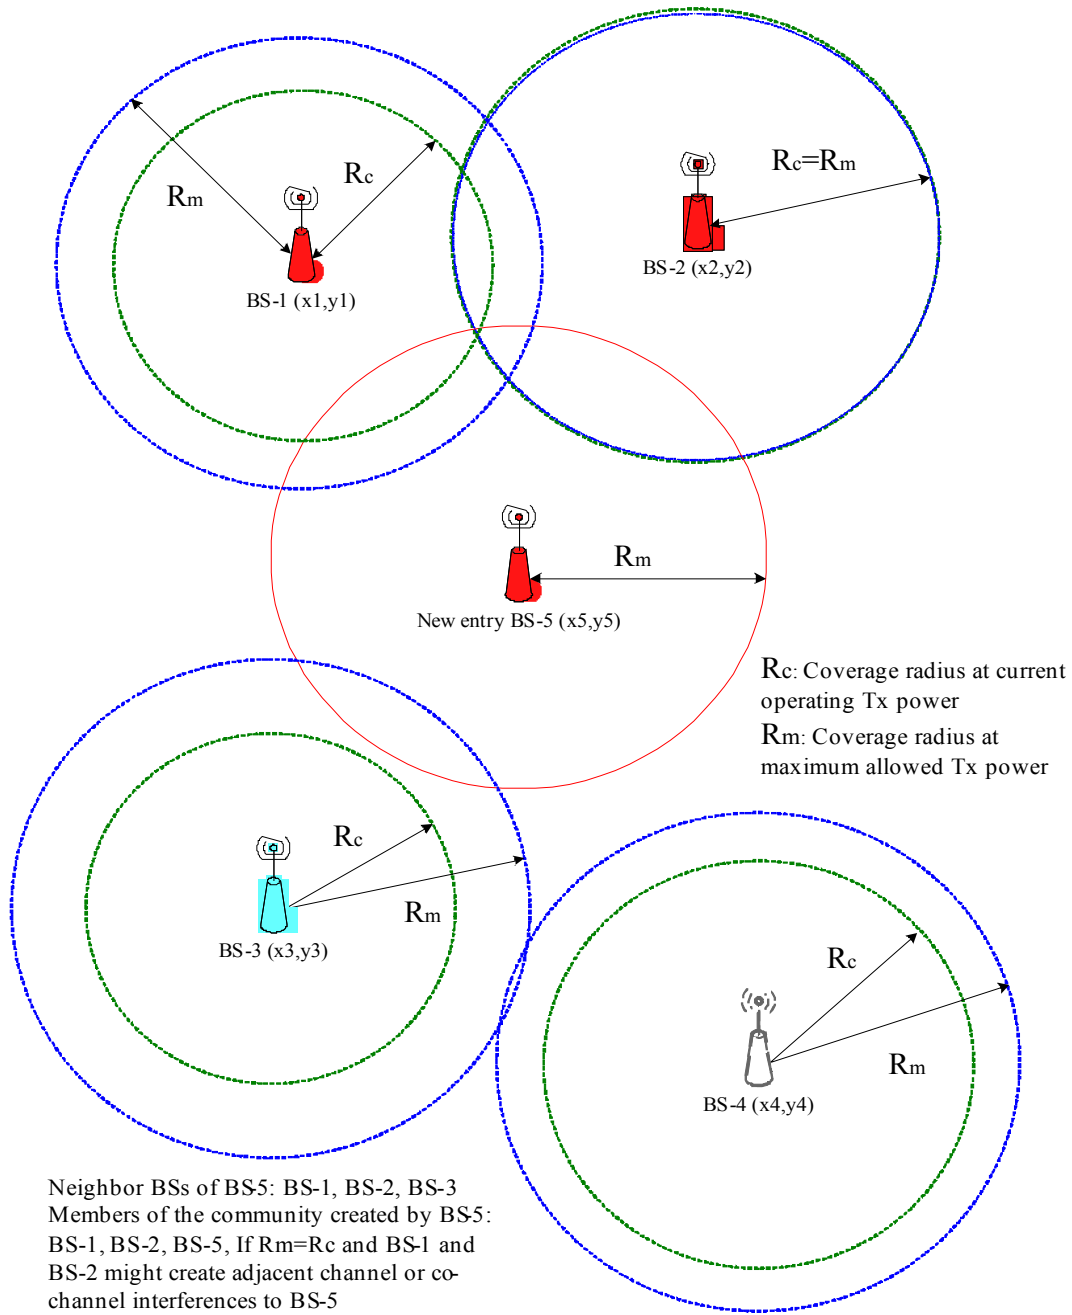 Rc=Rm
Rc
Rm
BS-2 (x2,y2)
BS-1 (x1,y1)
Rm
New entry BS-5 (x5,y5)
Rc: Coverage radius at current
operating Tx power
Rm: Coverage radius at
maximum allowed Tx power
Rc
Rm
BS-3 (x3,y3)
Rc
Rm
BS-4 (x4,y4)
Neighbor BSs of BS-5: BS-1, BS-2, BS-3
Members of the community created by BS-5:
BS-1, BS-2, BS-5, If Rm=Rc and BS-1 and
BS-2 might create adjacent channel or co-
channel interferences to BS-5